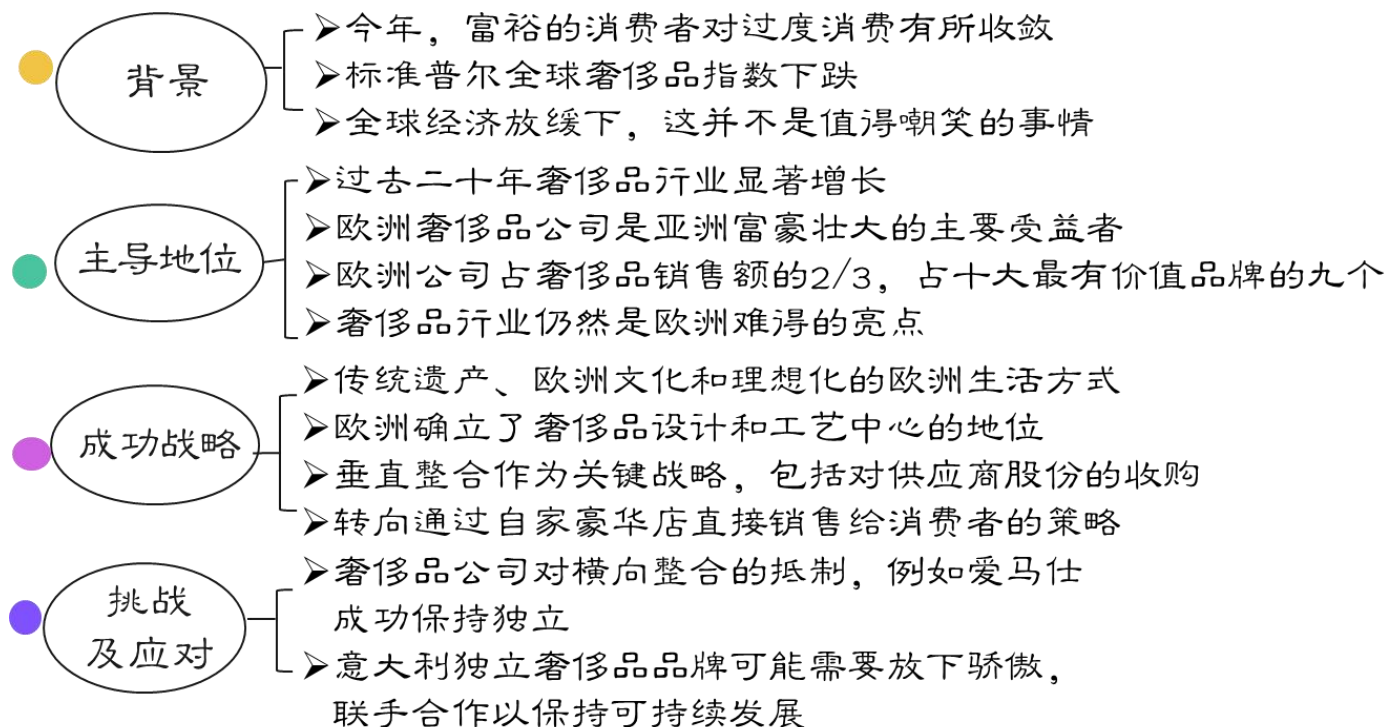 背景
➢今年，富裕的消费者对过度消费有所收敛
➢标准普尔全球奢侈品指数下跌
➢全球经济放缓下，这并不是值得嘲笑的事情
主导地位
➢过去二十年奢侈品行业显著增长
➢欧洲奢侈品公司是亚洲富豪壮大的主要受益者
➢欧洲公司占奢侈品销售额的2/3，占十大最有价值品牌的九个
➢奢侈品行业仍然是欧洲难得的亮点
成功战略
➢传统遗产、欧洲文化和理想化的欧洲生活方式
➢欧洲确立了奢侈品设计和工艺中心的地位
➢垂直整合作为关键战略，包括对供应商股份的收购
➢转向通过自家豪华店直接销售给消费者的策略
挑战
及应对
➢奢侈品公司对横向整合的抵制，例如爱马仕
成功保持独立
➢意大利独立奢侈品品牌可能需要放下骄傲，
联手合作以保持可持续发展